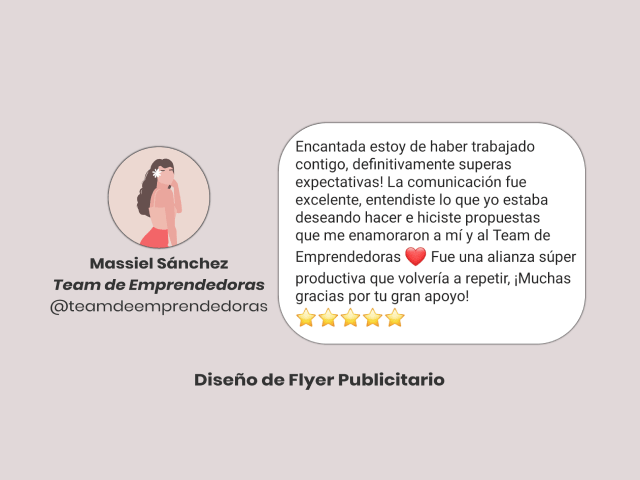 Massiel Sánchez
Team de Emprendedoras
@teamdeemprendedoras
Encantada estoy de haber trabajado
contigo, definitivamente superas
expectativas! La comunicación fue
excelente, entendiste lo que yo estaba
deseando hacer e hiciste propuestas
que me enamoraron a mí y al Team de
Emprendedoras ❤️ Fue una alianza súper
productiva que volvería a repetir, ¡Muchas
gracias por tu gran apoyo!
⭐⭐⭐⭐⭐
Diseño de Flyer Publicitario